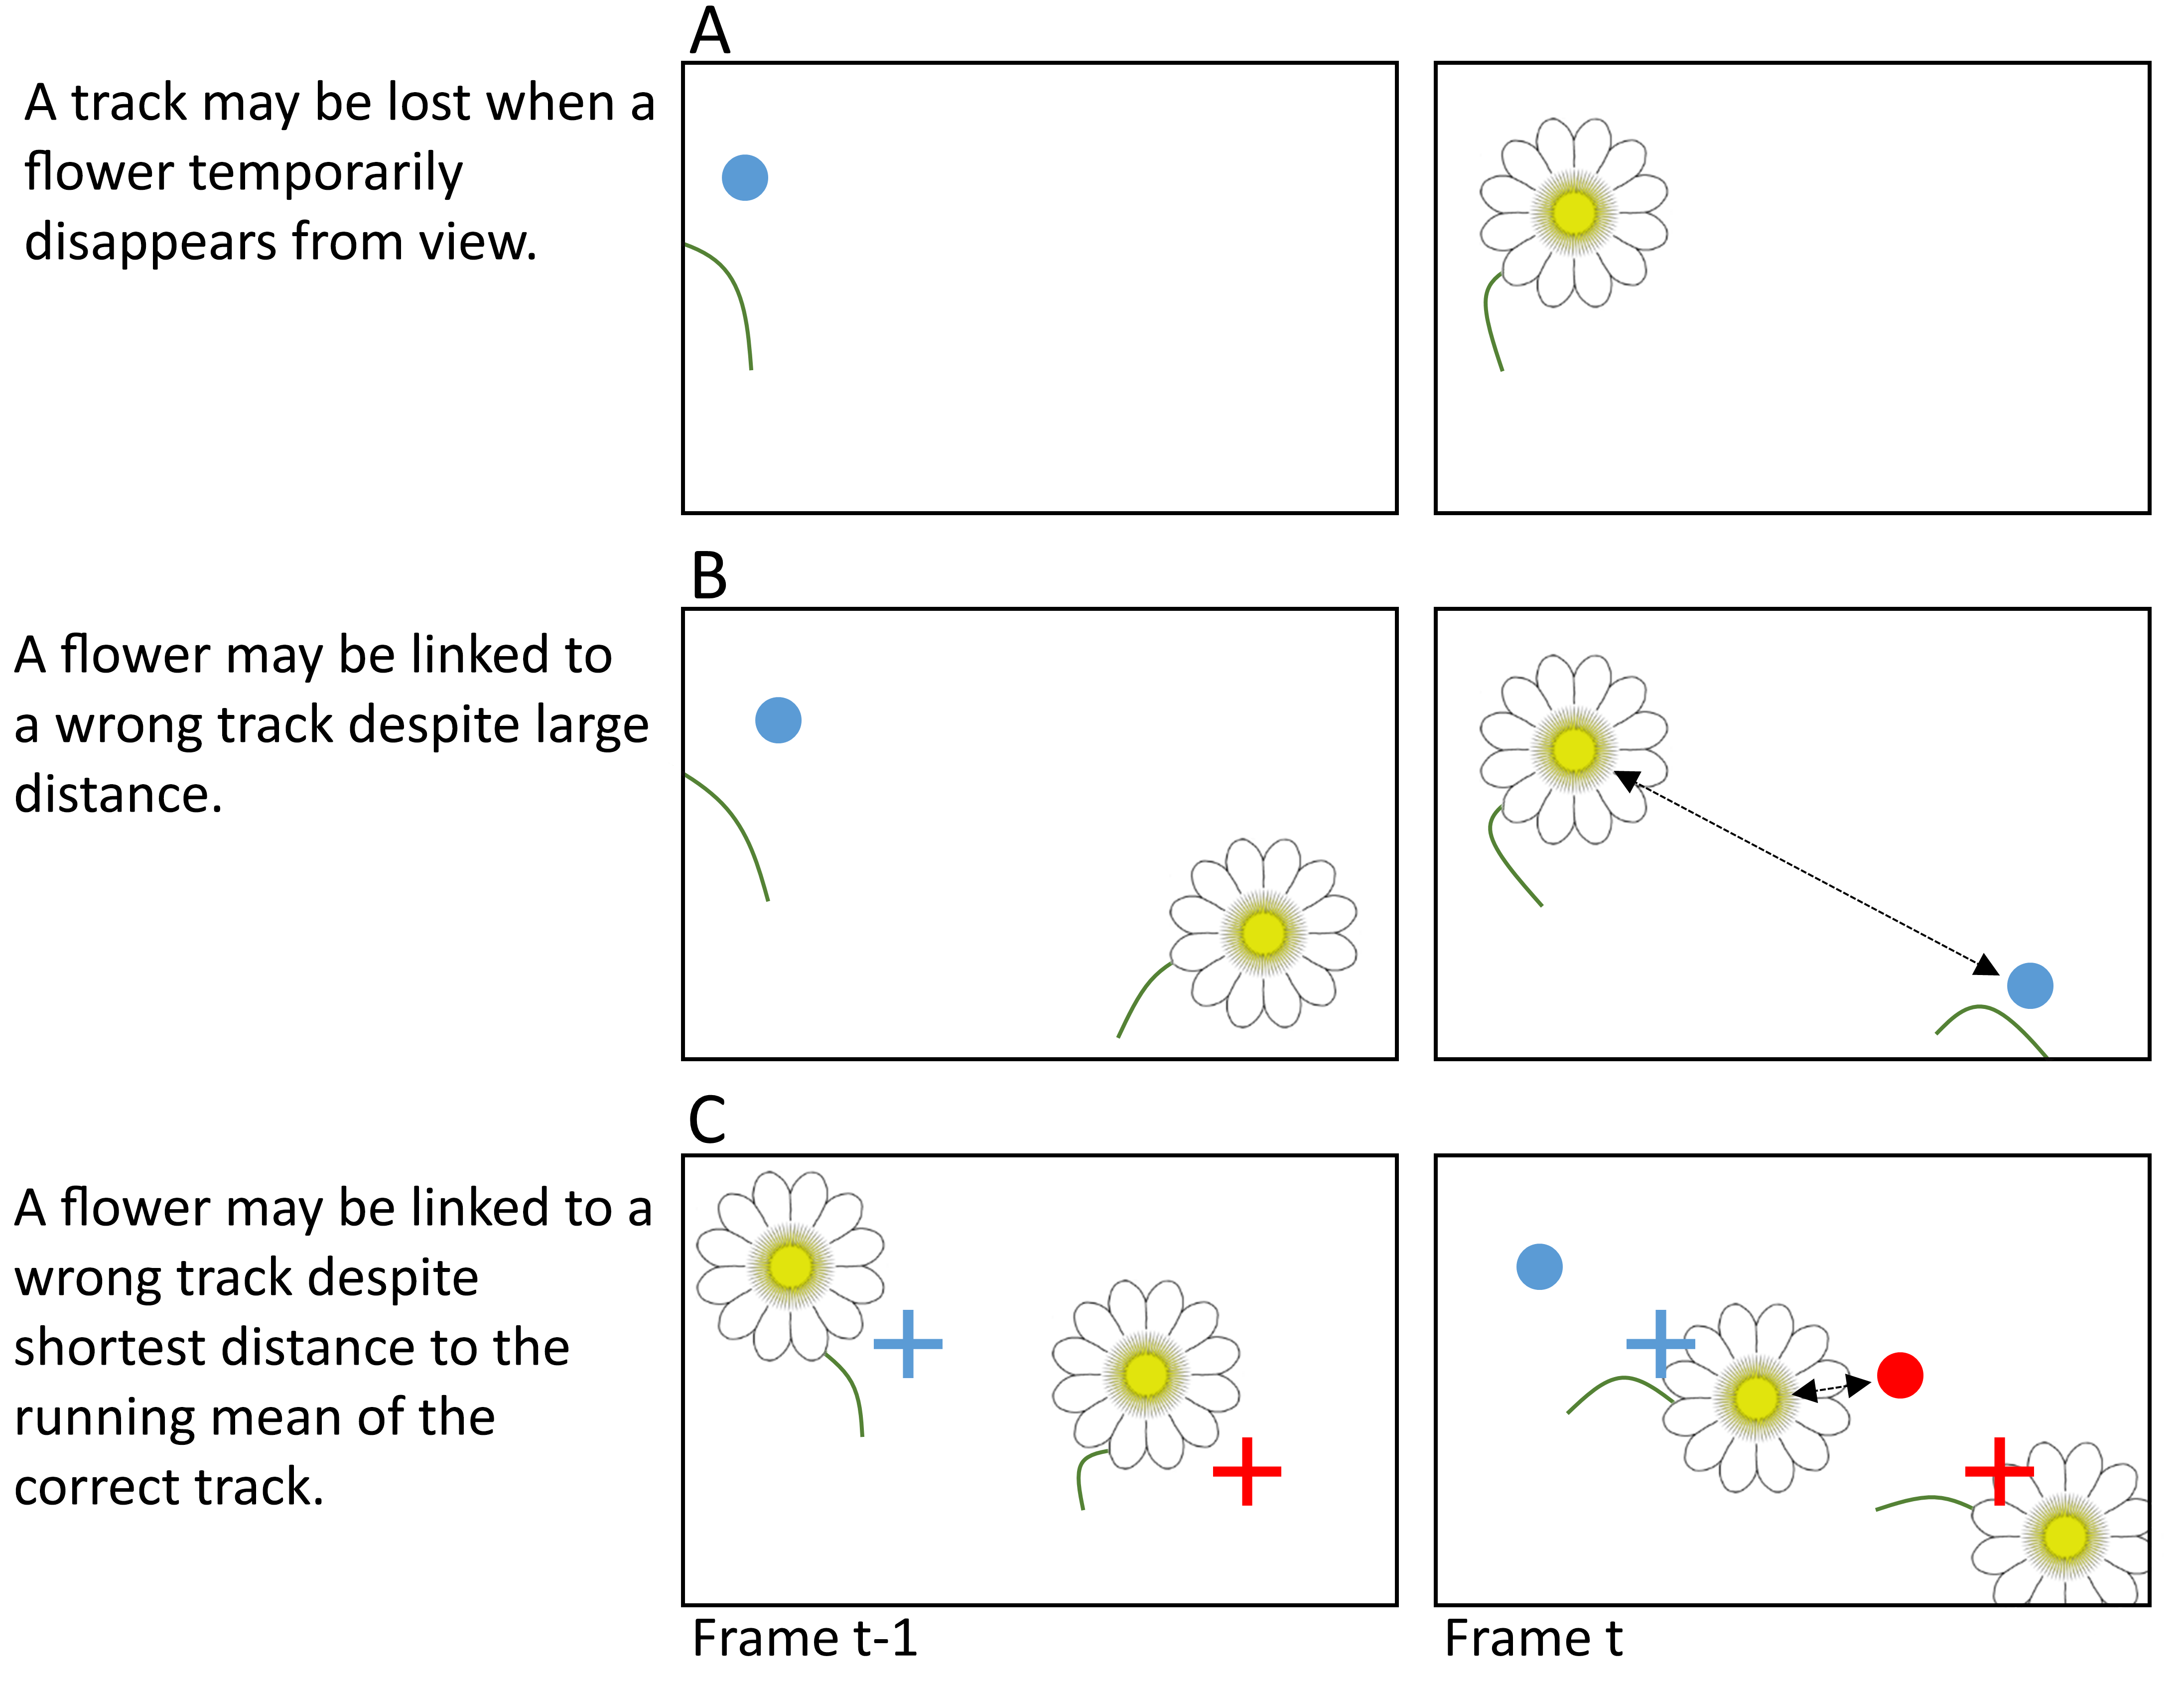 A
A track may be lost when a
flower temporarily
disappears from view.
B
A flower may be linked to
a wrong track despite large
distance.
C
A flower may be linked to a
wrong track despite
shortest distance to the
running mean of the
correct track.
Frame t-1
Frame t